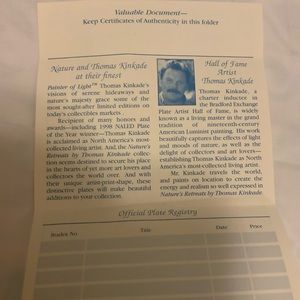 Valuable Document—
Keep Certificates of Authenticity in this folder
Nature and Thomas Kinkade
at their finest
Painter of Light™ Thomas Kinkade's
visions of serene hideaways and
nature's majesty grace some of the
most sought-after limited editions on
today's collectibles market.
Recipient of many honors and
awards—including 1998 NALED Plate
of the Year winner—Thomas Kinkade
is acclaimed as North America's most-
collected living artist. And, the Nature's
Retreats by Thomas Kinkade collec-
tion seems destined to secure his place
in the hearts of yet more art lovers and
collectors the world over. And with
their unique artist-print-shape, these
distinctive plates will make beautiful
additions to your collection.
Hall of Fame
Artist
Thomas Kinkade
Thomas Kinkade, a
charter inductor in
the Bradford Exchange
Plate Artist Hall of Fame, is widely
known as a living master in the grand
tradition of nineteenth-century
American Luminist painting. His work
beautifully captures the effects of light
and moods of nature, as well as the
delight of collectors and art lovers—
establishing Thomas Kinkade as North
America's most-collected living artist.
Mr. Kinkade travels the world,
and paints on location to create the
energy and realism so well expressed in
Nature's Retreats by Thomas Kinkade.
Official Plate Registry
Bradex No Title Date Price